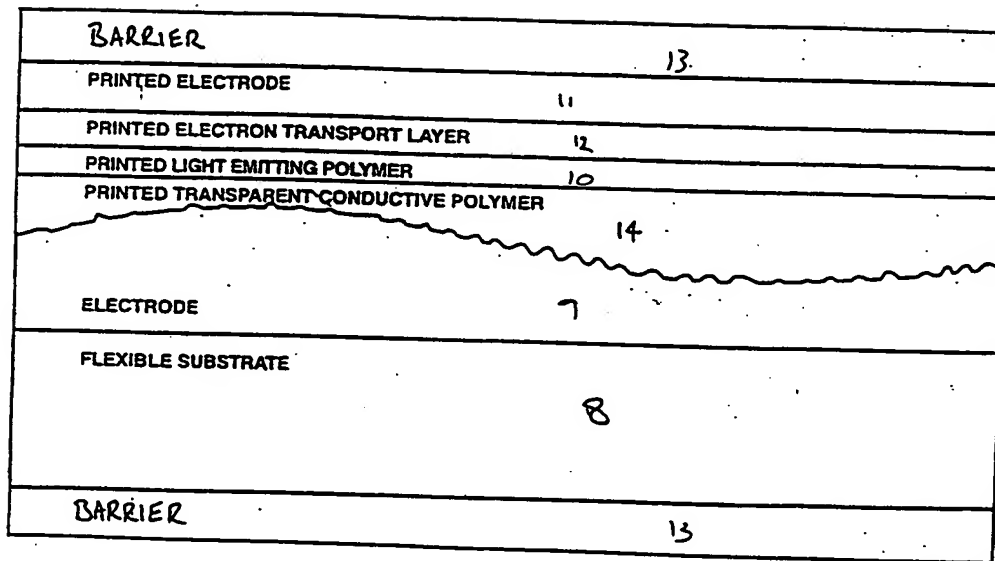 BARRIER 13.
PRINTED ELECTRODE 11
PRINTED ELECTRON TRANSPORT LAYER 12
PRINTED LIGHT EMITTING POLYMER 10
PRINTED TRANSPARENT CONDUCTIVE POLYMER
14
ELECTRODE 9
FLEXIBLE SUBSTRATE
8
BARRIER 13